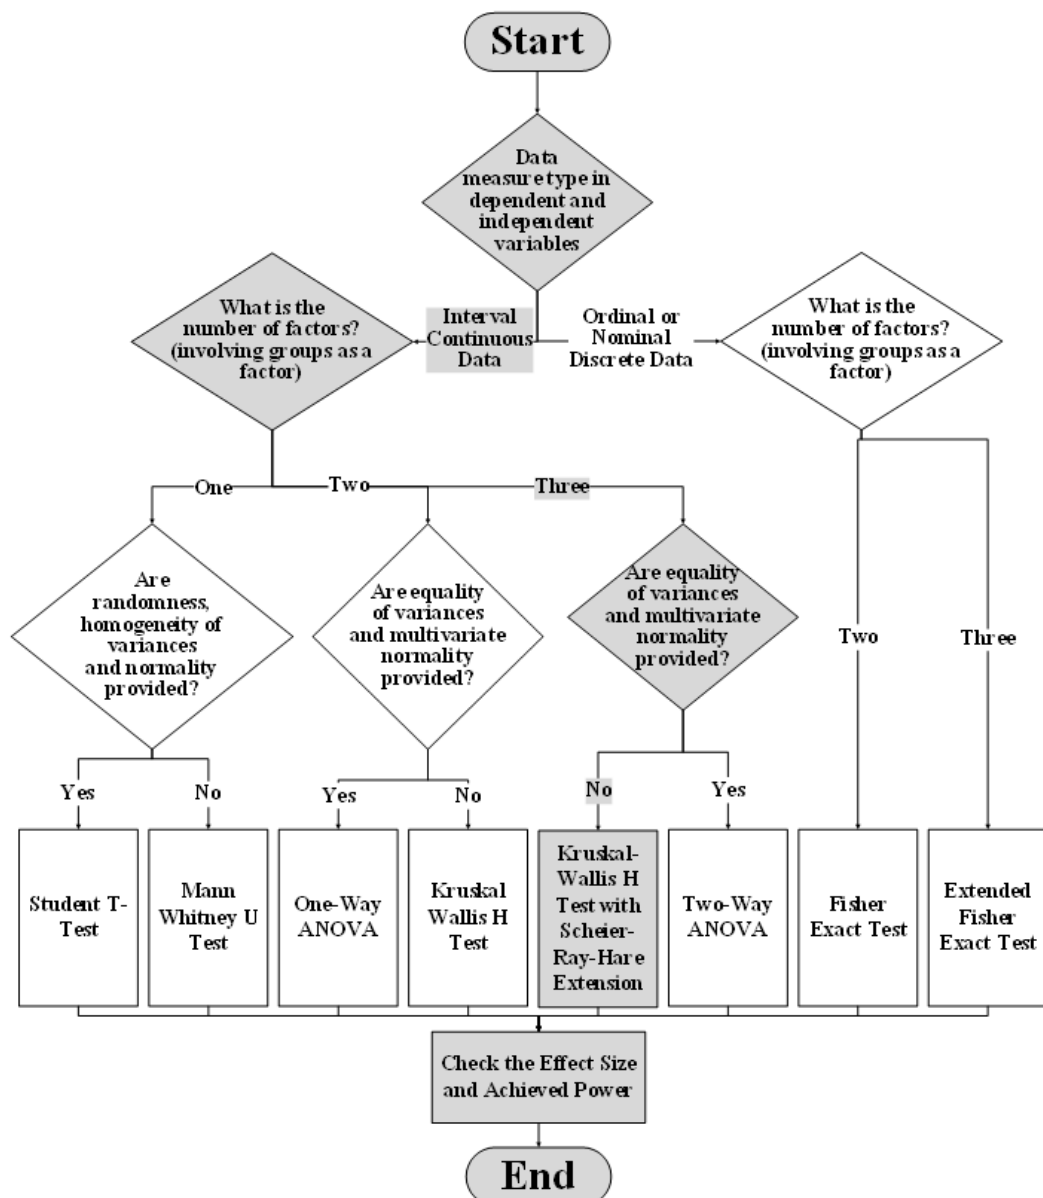 Start
Data
measure type in
dependent and
independent
variables
What is the
number of factors?
(involving groups as a
factor)
Interval
Continuous
Data
Ordinal or
Nominal
Discrete Data
What is the
number of factors?
(involving groups as a
factor)
One
Two
Three
Are
randomness,
homogeneity of
variances
and normality
provided?
Are equality
of variances
and multivariate
normality
provided?
Are equality
of variances
and multivariate
normality
provided?
Two
Three
Yes
No
Yes
No
No
Yes
Student T-
Test
Mann
Whitney U
Test
One-Way
ANOVA
Kruskal
Wallis H
Test
Kruskal-
Wallis H
Test with
Scheier-
Ray-Hare
Extension
Two-Way
ANOVA
Fisher
Exact Test
Extended
Fisher
Exact Test
Check the Effect Size
and Achieved Power
End